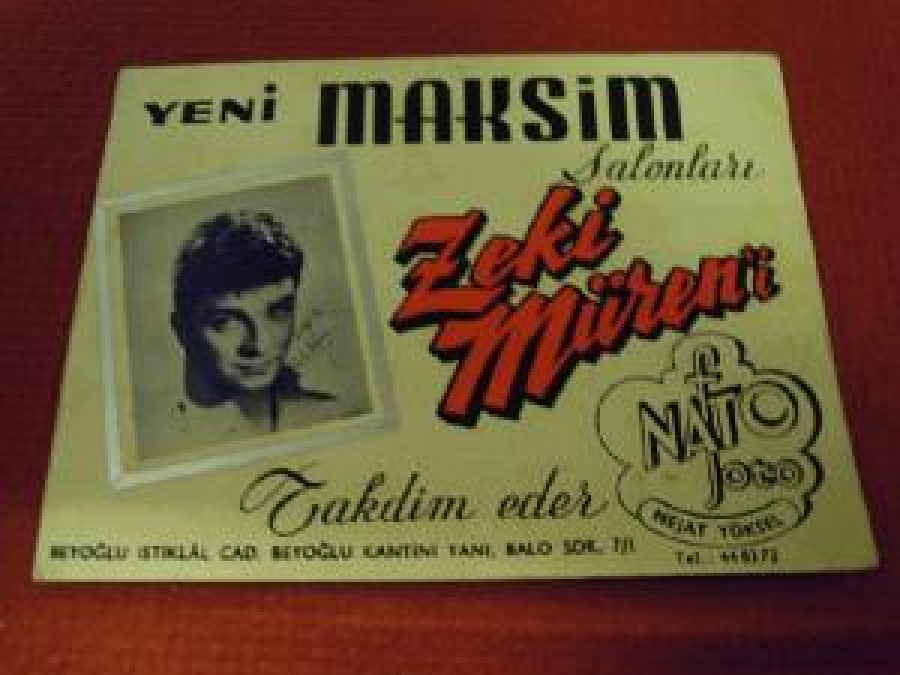 YENİ MAKSİM
Salonları
Zeki
Müren'i
Takdim eder
NATO
foto
NEJAT YÜKSEL
BEYOĞLU İSTİKLÂL CAD. BEYOĞLU KANTİNİ YANI, BALO SOK. 7/1
Tel.: 448173